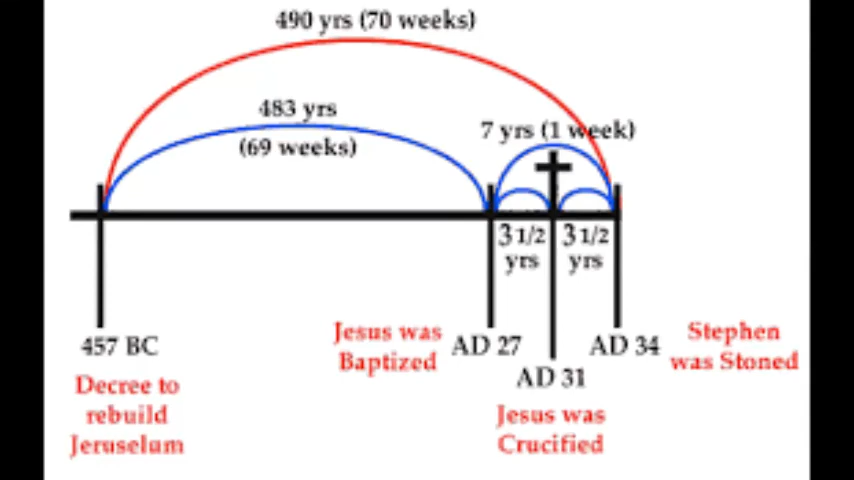 490 yrs (70 weeks)
483 yrs
(69 weeks)
7 yrs (1 week)
3 1/2
yrs
3 1/2
yrs
457 BC
Decree to
rebuild
Jeruselum
Jesus was
Baptized
AD 27
AD 31
Jesus was
Crucified
AD 34
Stephen
was Stoned